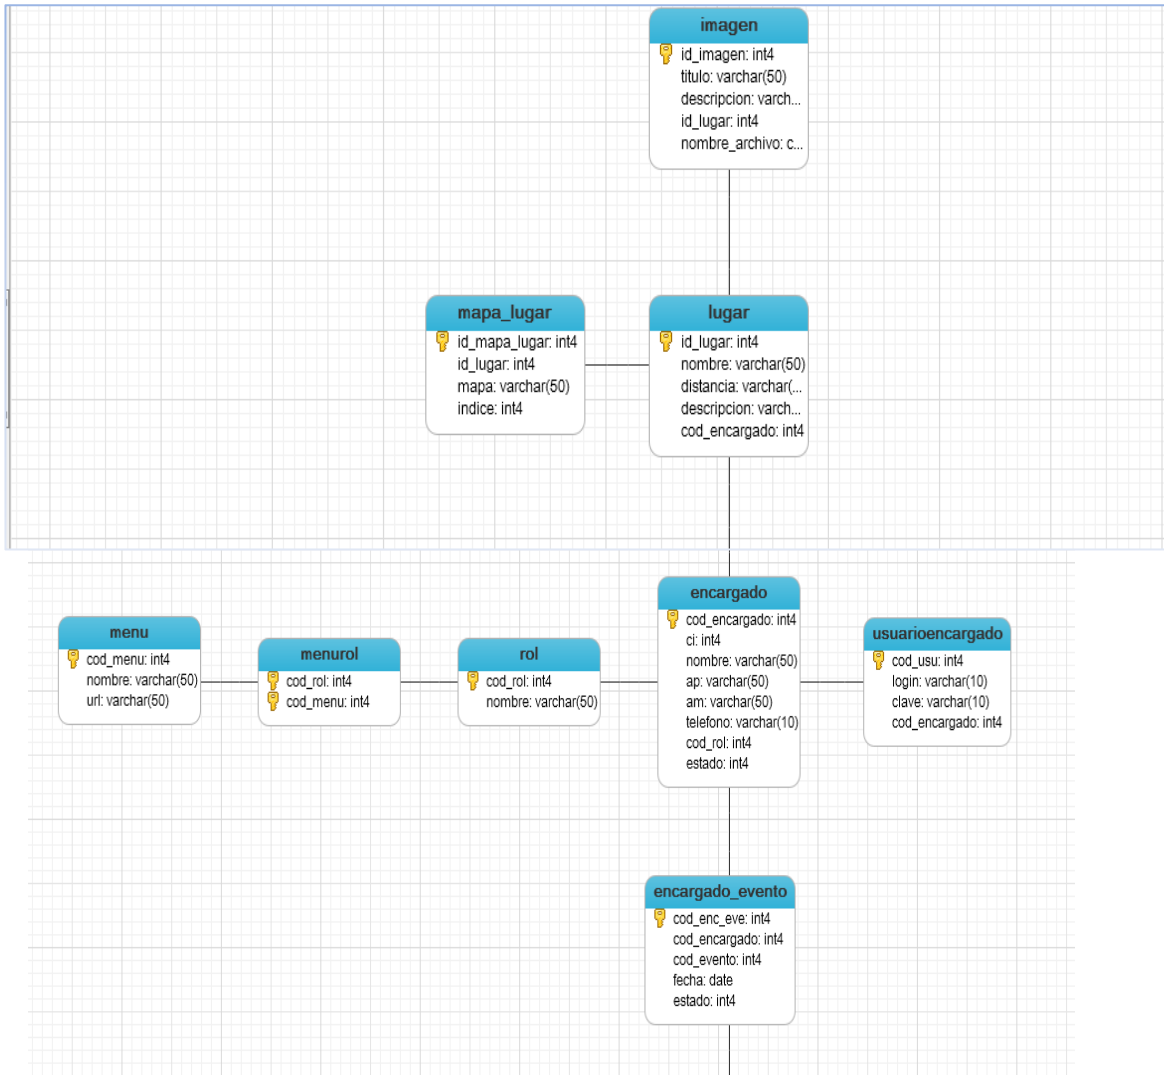 imagen
id_imagen: int4
titulo: varchar(50)
descripcion: varch...
id_lugar: int4
nombre_archivo: c...
mapa_lugar
id_mapa_lugar: int4
id_lugar: int4
mapa: varchar(50)
indice: int4
lugar
id_lugar: int4
nombre: varchar(50)
distancia: varchar(...
descripcion: varch...
cod_encargado: int4
menu
cod_menu: int4
nombre: varchar(50)
url: varchar(50)
menurol
cod_rol: int4
cod_menu: int4
rol
cod_rol: int4
nombre: varchar(50)
encargado
cod_encargado: int4
ci: int4
nombre: varchar(50)
ap: varchar(50)
am: varchar(50)
telefono: varchar(10)
cod_rol: int4
estado: int4
usuarioencargado
cod_usu: int4
login: varchar(10)
clave: varchar(10)
cod_encargado: int4
encargado_evento
cod_enc_eve: int4
cod_encargado: int4
cod_evento: int4
fecha: date
estado: int4